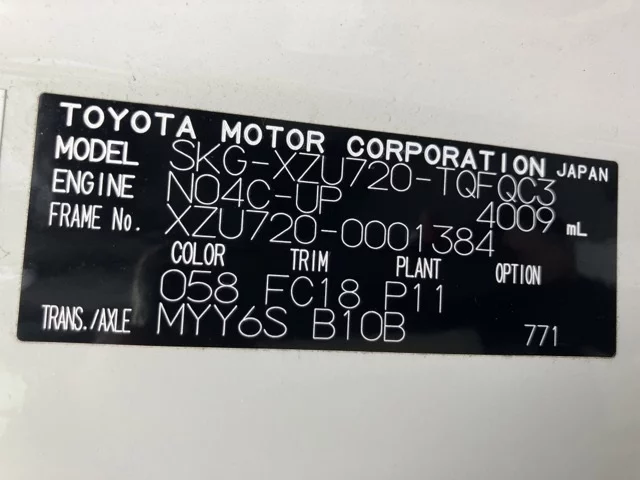 TOYOTA MOTOR CORPORATION JAPAN
MODEL SKG-XZU720-TQFQC3
ENGINE N04C-UP 4009 mL
FRAME No. XZU720-0001384
COLOR TRIM PLANT OPTION
058 FC18 P11
TRANS./AXLE MYY6S B10B 771